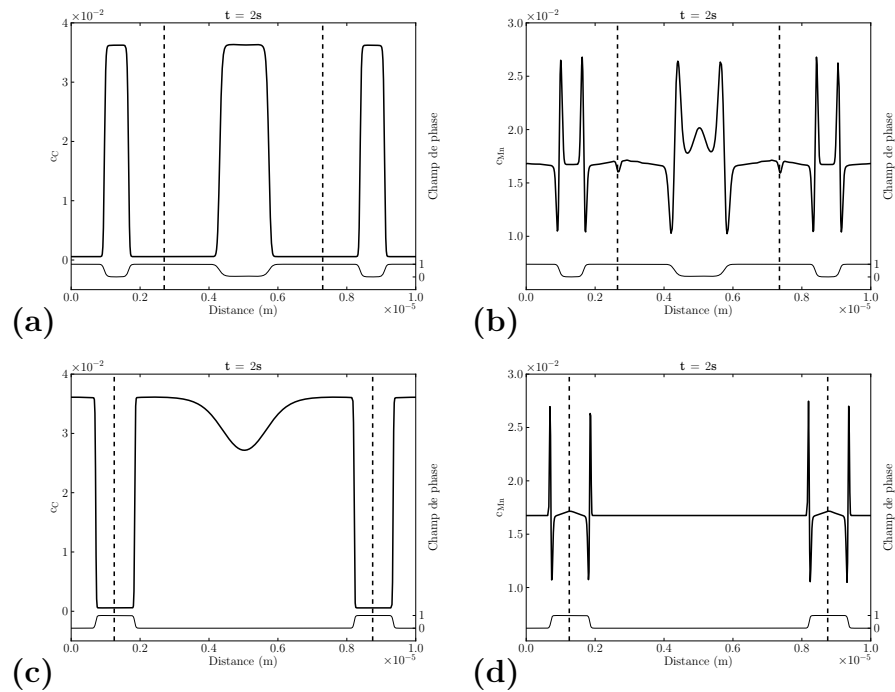 t = 2s
×10⁻²
4
3
2
1
0
c_C
Champ de phase
1
0
0.0 0.2 0.4 0.6 0.8 1.0
Distance (m)
×10⁻⁵
(a)
t = 2s
×10⁻²
3.0
2.5
2.0
1.5
1.0
c_Mn
Champ de phase
1
0
0.0 0.2 0.4 0.6 0.8 1.0
Distance (m)
×10⁻⁵
(b)
t = 2s
×10⁻²
4
3
2
1
0
c_C
Champ de phase
1
0
0.0 0.2 0.4 0.6 0.8 1.0
Distance (m)
×10⁻⁵
(c)
t = 2s
×10⁻²
3.0
2.5
2.0
1.5
1.0
c_Mn
Champ de phase
1
0
0.0 0.2 0.4 0.6 0.8 1.0
Distance (m)
×10⁻⁵
(d)